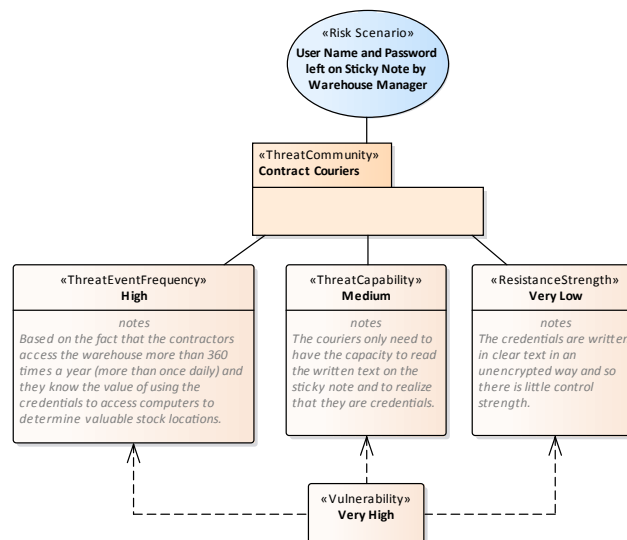 «Risk Scenario»
User Name and Password
left on Sticky Note by
Warehouse Manager
«ThreatCommunity»
Contract Couriers
«ThreatEventFrequency»
High
notes
Based on the fact that the contractors
access the warehouse more than 360
times a year (more than once daily) and
they know the value of using the
credentials to access computers to
determine valuable stock locations.
«ThreatCapability»
Medium
notes
The couriers only need to
have the capacity to read
the written text on the
sticky note and to realize
that they are credentials.
«ResistanceStrength»
Very Low
notes
The credentials are written
in clear text in an
unencrypted way and so
there is little control
strength.
«Vulnerability»
Very High